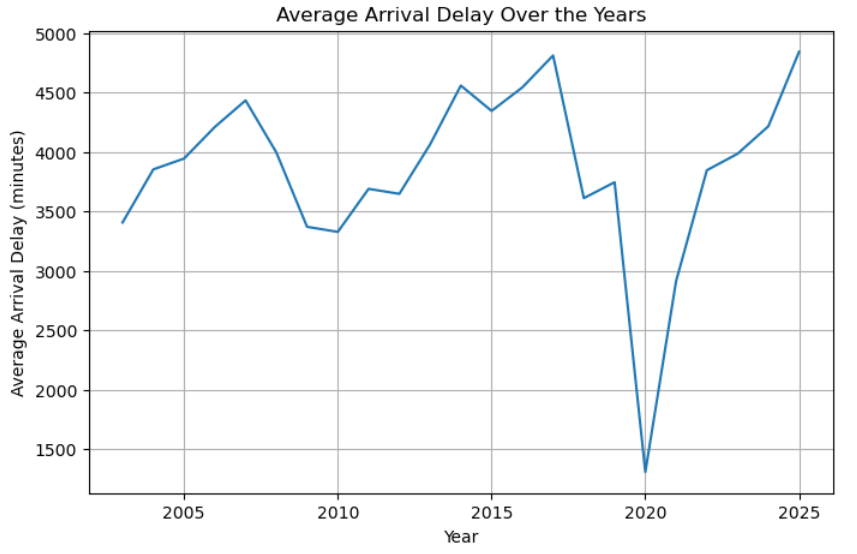 Average Arrival Delay Over the Years
Average Arrival Delay (minutes)
5000
4500
4000
3500
3000
2500
2000
1500
2005 2010 2015 2020 2025
Year